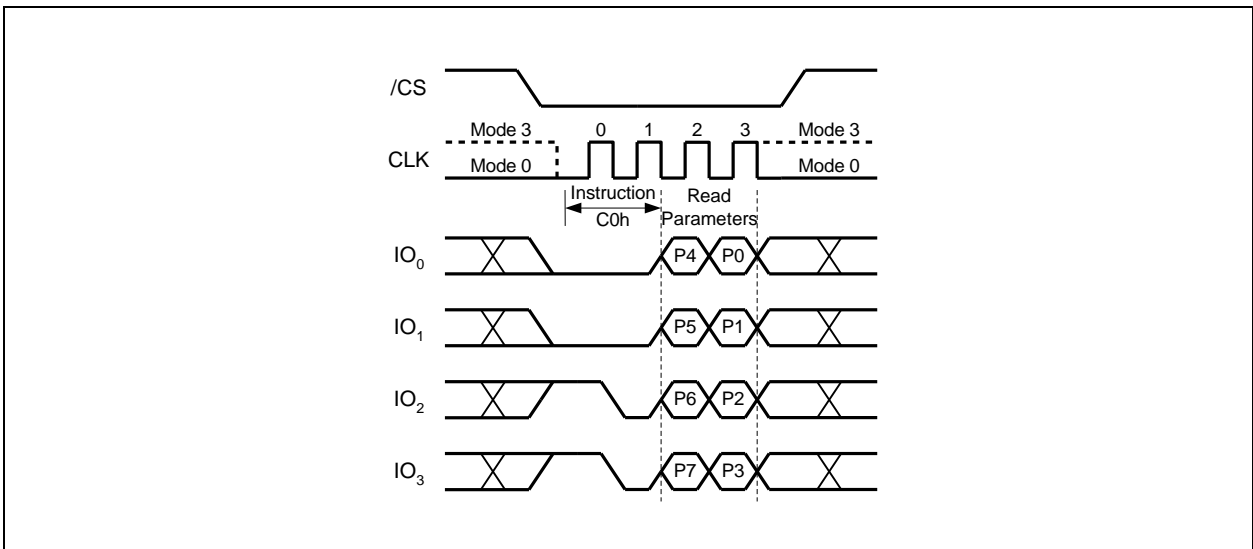 /CS
Mode 3 0 1 2 3 Mode 3
CLK
Mode 0 Mode 0
Instruction Read
C0h Parameters
IO0 P4 P0
IO1 P5 P1
IO2 P6 P2
IO3 P7 P3